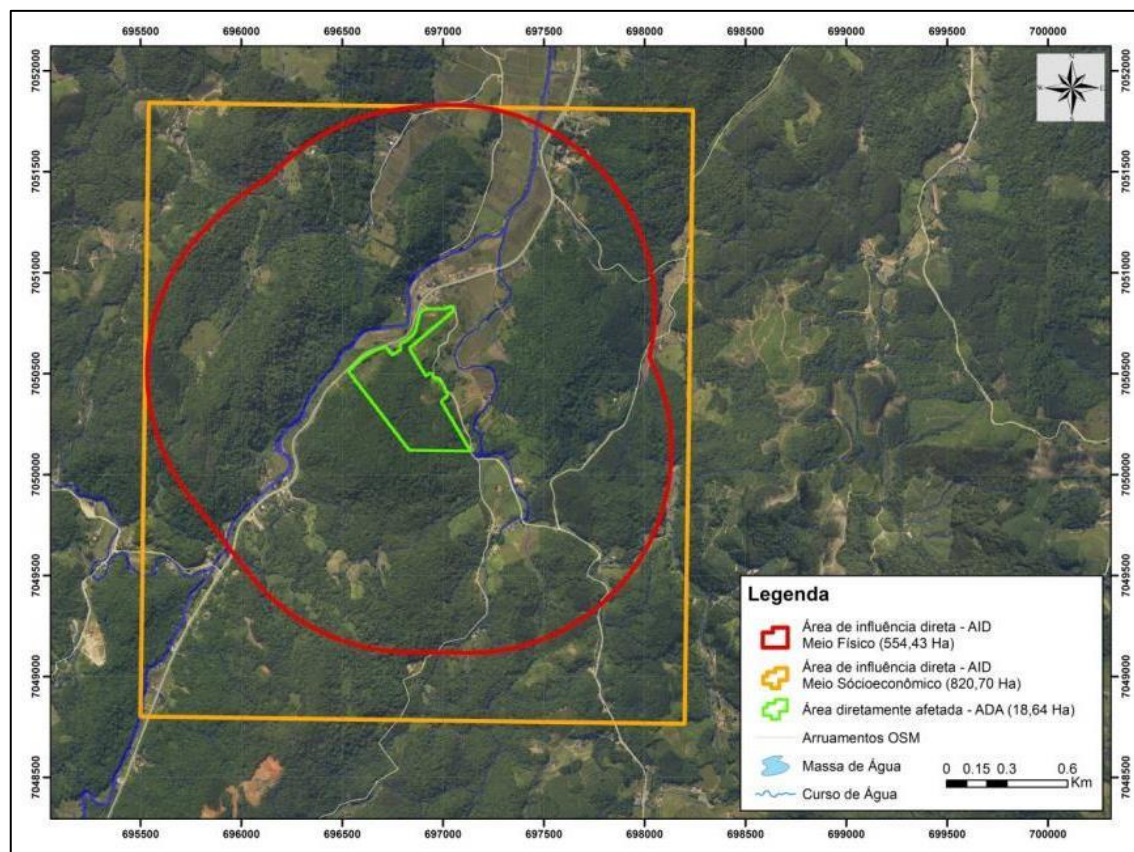 695500 696000 696500 697000 697500 698000 698500 699000 699500 700000
7052000 7052000
7051500 7051500
7051000 7051000
7050500 7050500
7050000 7050000
7049500 7049500
7049000 7049000
7048500 7048500
N
S
Legenda
Área de influência direta - AID
Meio Físico (554,43 Ha)
Área de influência direta - AID
Meio Sócioeconômico (820,70 Ha)
Área diretamente afetada - ADA (18,64 Ha)
Arruamentos OSM
Massa de Água
Curso de Água
0 0.15 0.3 0.6
Km
695500 696000 696500 697000 697500 698000 698500 699000 699500 700000